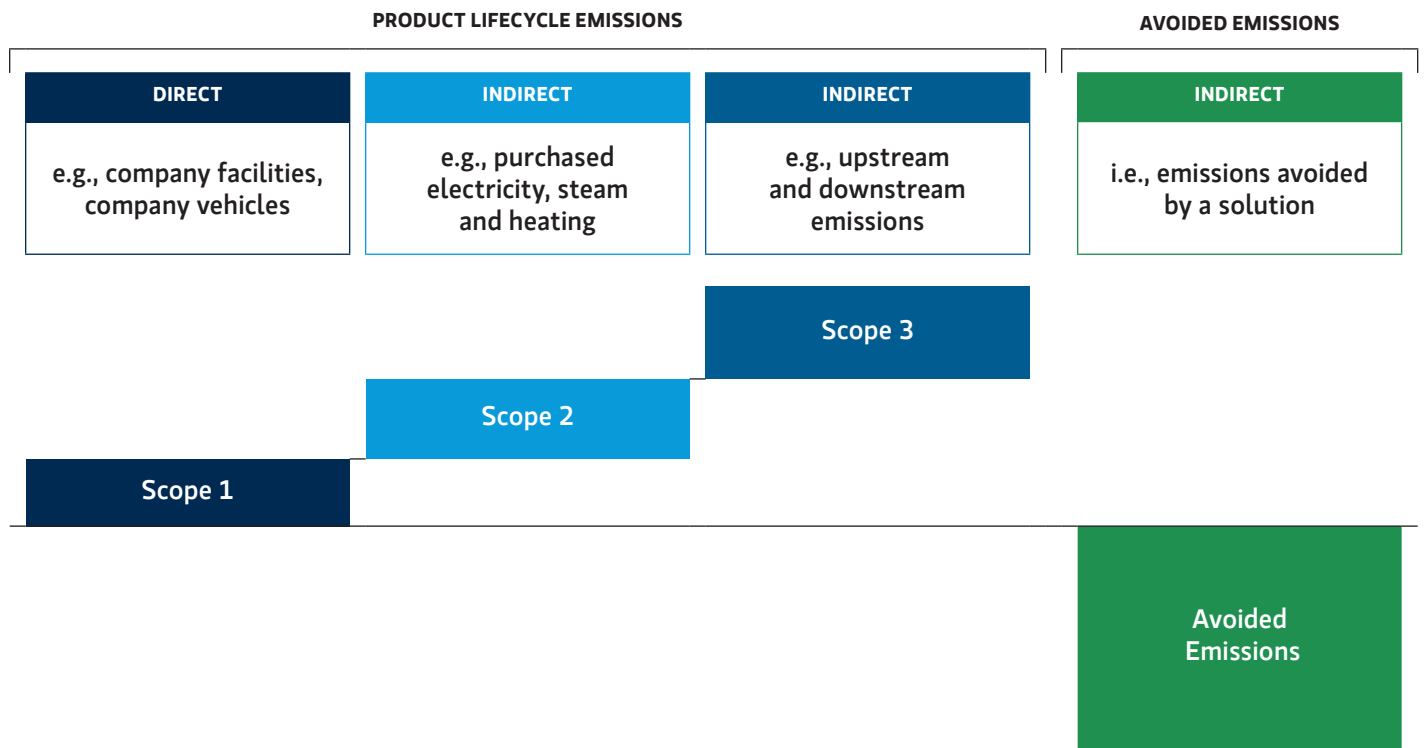 PRODUCT LIFECYCLE EMISSIONS
AVOIDED EMISSIONS
DIRECT
e.g., company facilities,
company vehicles
INDIRECT
e.g., purchased
electricity, steam
and heating
INDIRECT
e.g., upstream
and downstream
emissions
INDIRECT
i.e., emissions avoided
by a solution
Scope 3
Scope 2
Scope 1
Avoided
Emissions